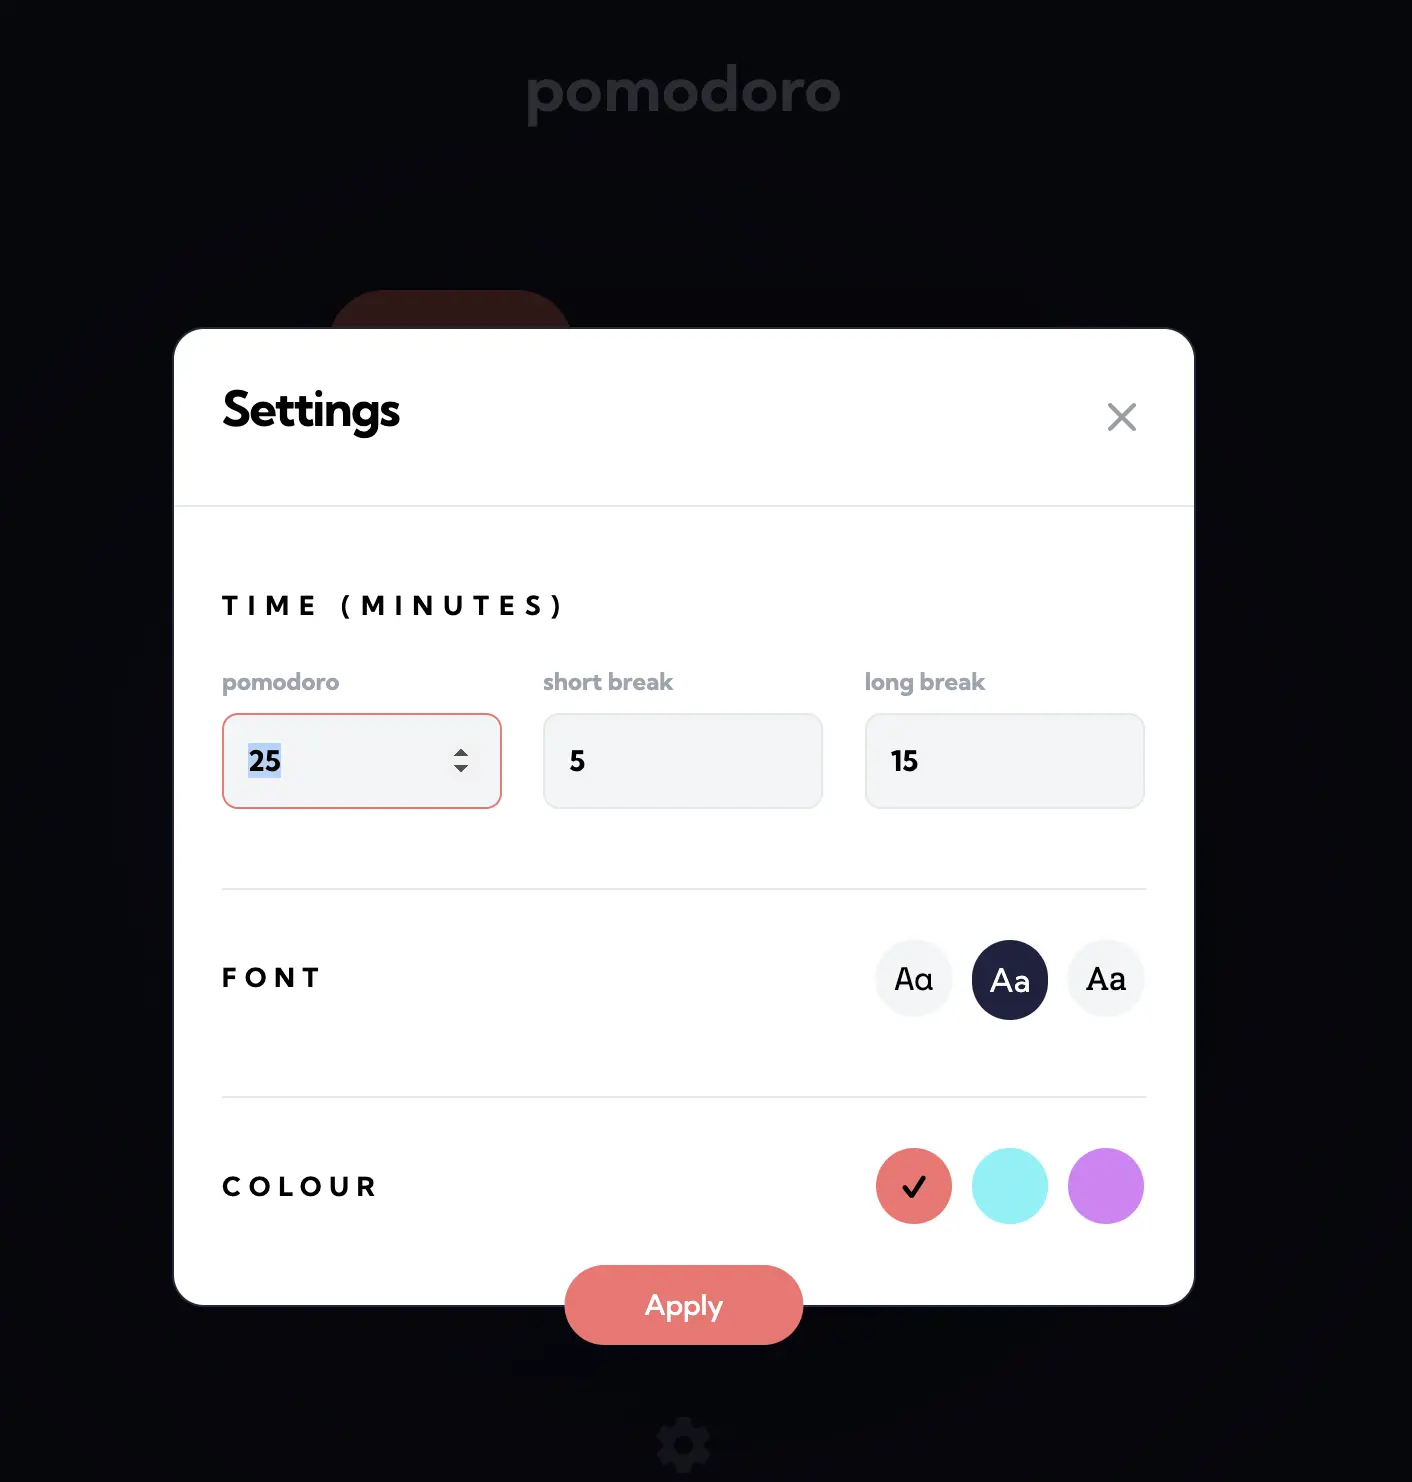 pomodoro
Settings
TIME (MINUTES)
pomodoro short break long break
25 5 15
FONT Aa Aa Aa
COLOUR
Apply